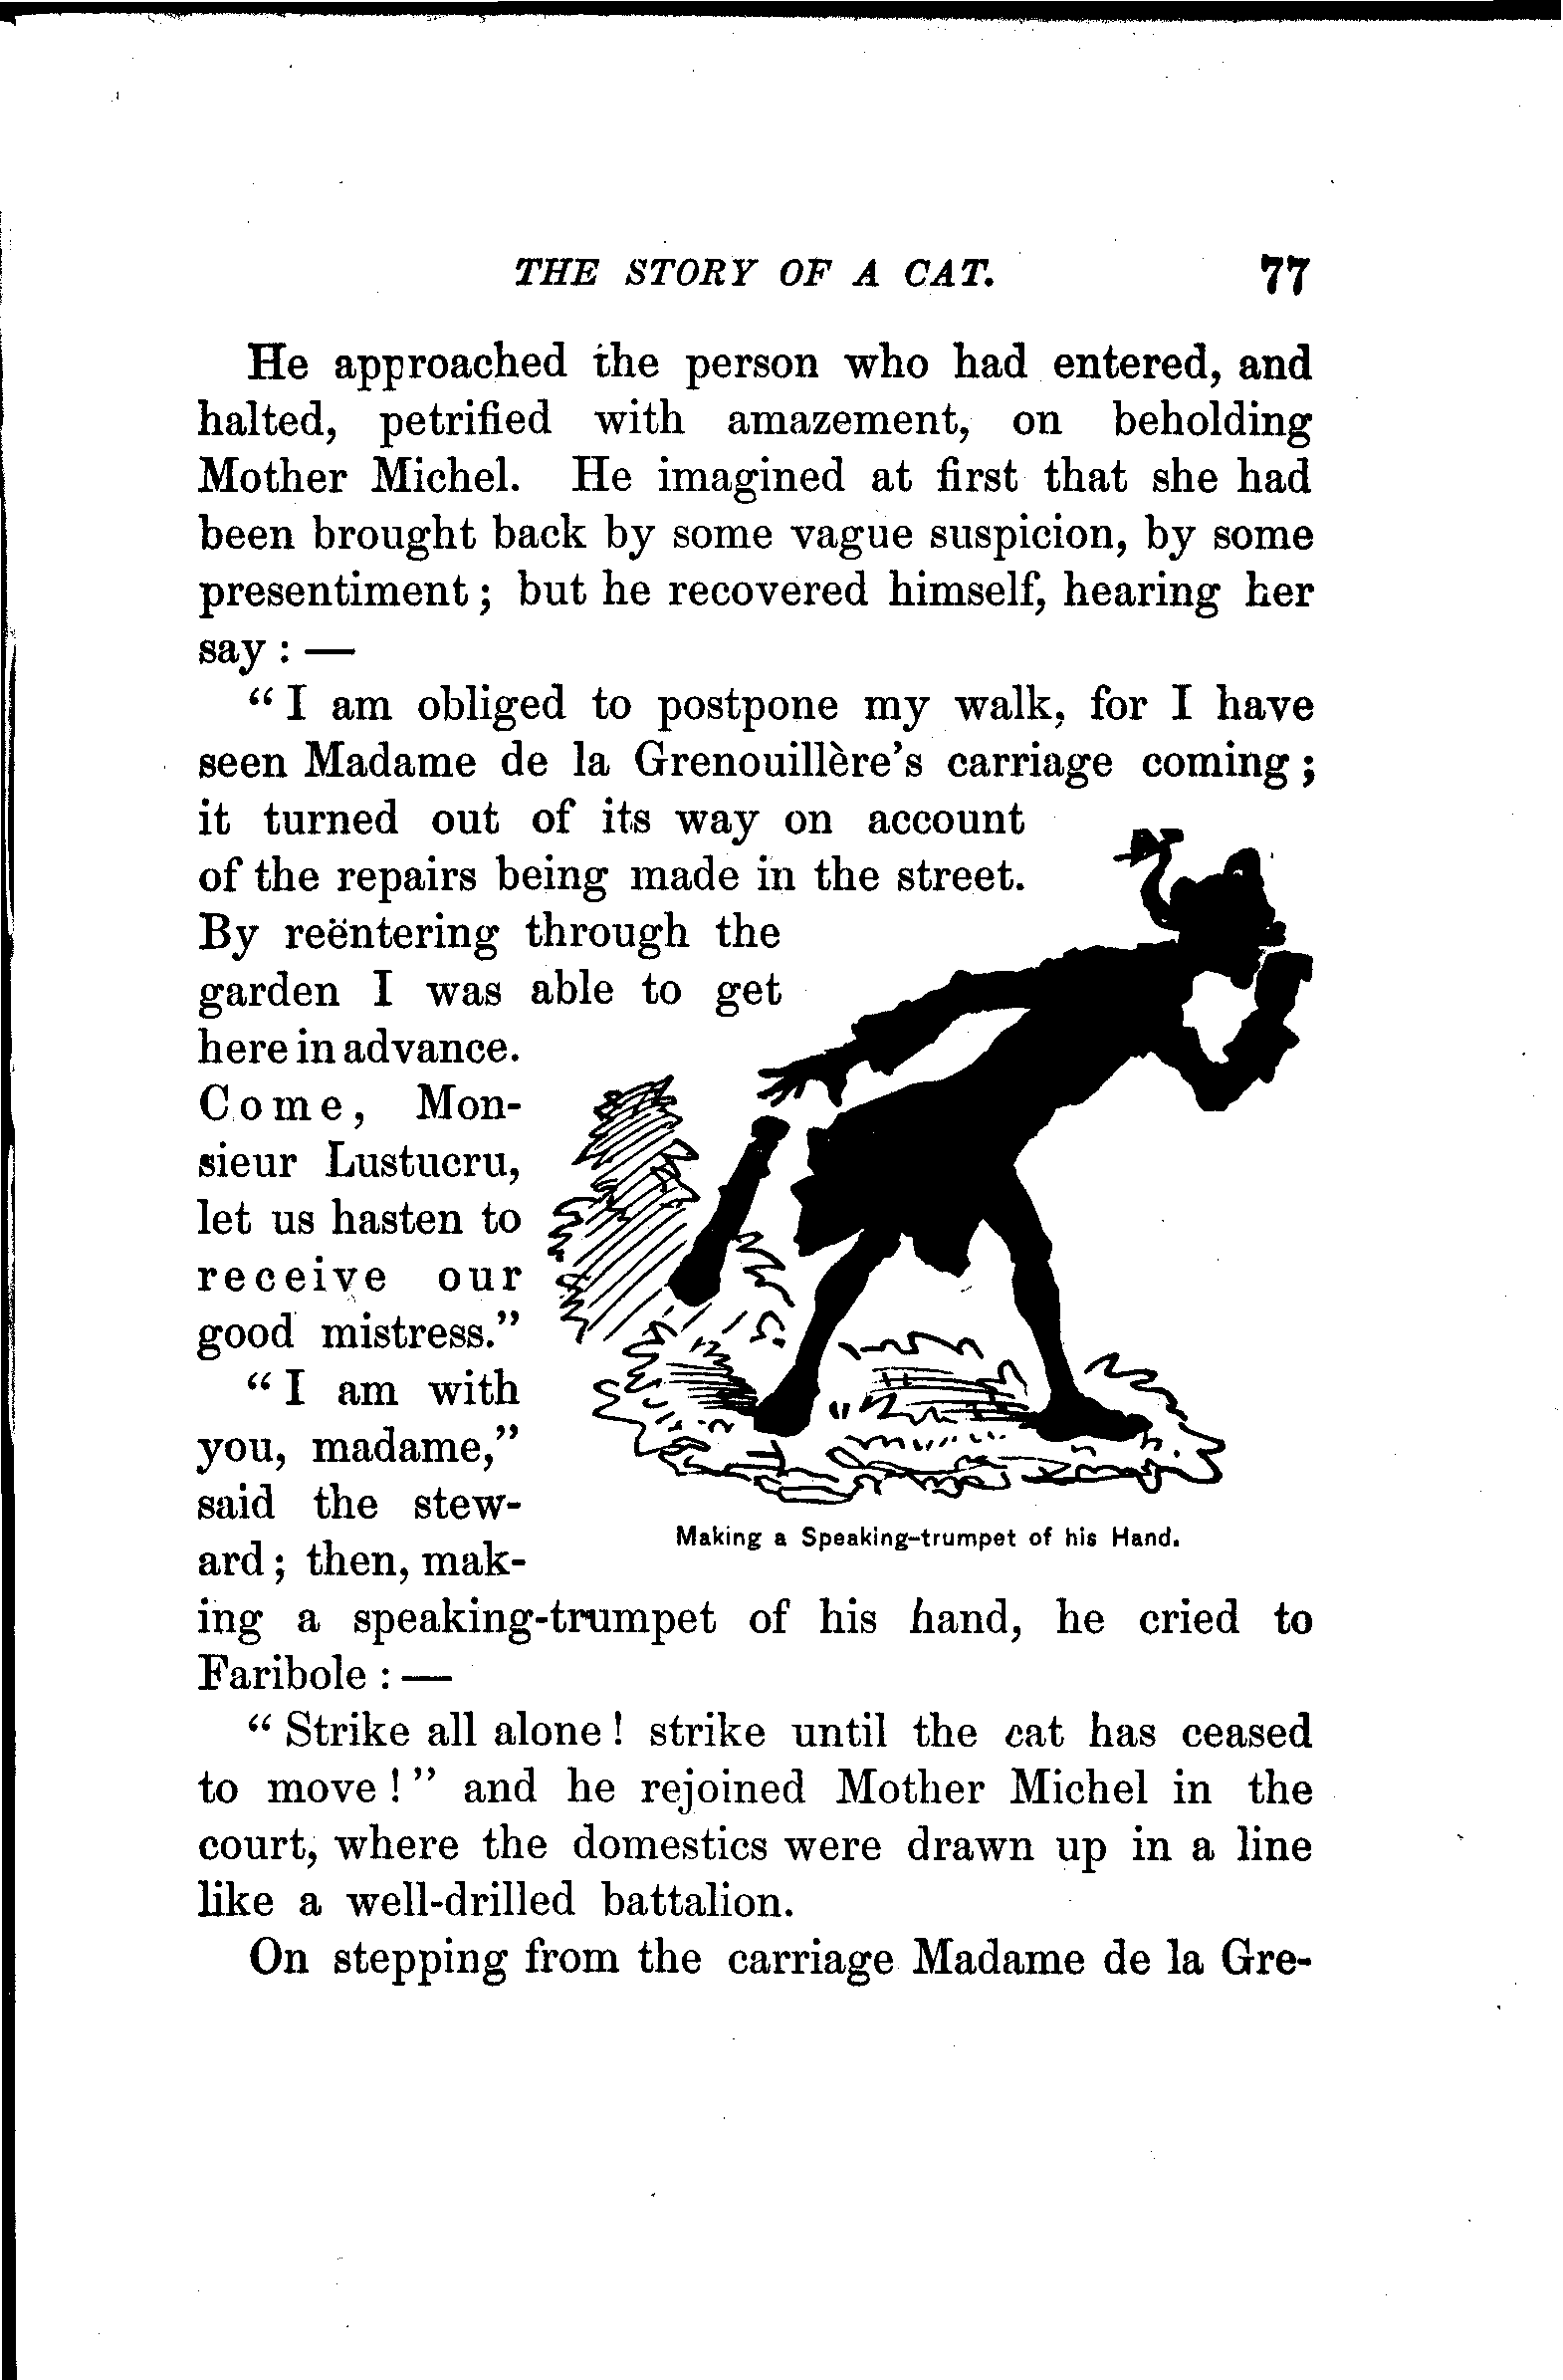 THE STORY OF A CAT. 77
He approached the person who had entered, and
halted, petrified with amazement, on beholding
Mother Michel. He imagined at first that she had
been brought back by some vague suspicion, by some
presentiment; but he recovered himself, hearing her
say:—
"I am obliged to postpone my walk, for I have
seen Madame de la Grenouillère's carriage coming;
it turned out of its way on account
of the repairs being made in the street.
By reëntering through the
garden I was able to get
here in advance.
Come, Mon-
sieur Lustucru,
let us hasten to
receive our
good mistress."
"I am with
you, madame,"
said the stew-
ard; then, mak-
ing a speaking-trumpet of his hand, he cried to
Faribole:—
"Strike all alone! strike until the cat has ceased
to move!" and he rejoined Mother Michel in the
court, where the domestics were drawn up in a line
like a well-drilled battalion.
On stepping from the carriage Madame de la Gre-
Making a Speaking-trumpet of his Hand.